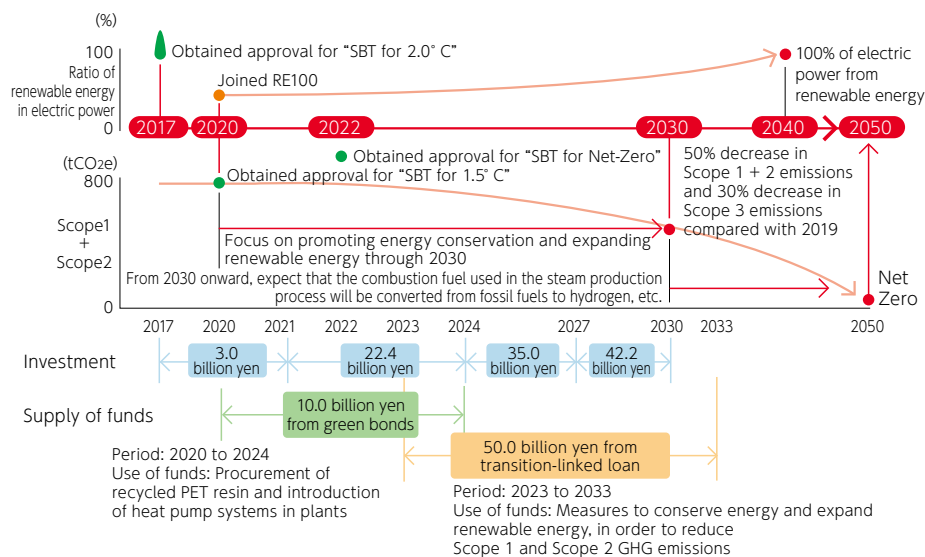 (%)
100
Ratio of
renewable energy
in electric power
0
Obtained approval for “SBT for 2.0° C”
Joined RE100
100% of electric
power from
renewable energy
2017 2020 2022 2030 2040 2050
(tCO2e)
800
Scope1
+
Scope2
0
Obtained approval for “SBT for Net-Zero”
Obtained approval for “SBT for 1.5° C”
50% decrease in
Scope 1 + 2 emissions
and 30% decrease in
Scope 3 emissions
compared with 2019
Focus on promoting energy conservation and expanding
renewable energy through 2030
From 2030 onward, expect that the combustion fuel used in the steam production
process will be converted from fossil fuels to hydrogen, etc.
Net
Zero
2017 2020 2021 2022 2023 2024 2027 2030 2033 2050
Investment
3.0
billion yen
22.4
billion yen
35.0
billion yen
42.2
billion yen
Supply of funds
10.0 billion yen
from green bonds
Period: 2020 to 2024
Use of funds: Procurement of
recycled PET resin and introduction
of heat pump systems in plants
50.0 billion yen from
transition-linked loan
Period: 2023 to 2033
Use of funds: Measures to conserve energy and expand
renewable energy, in order to reduce
Scope 1 and Scope 2 GHG emissions